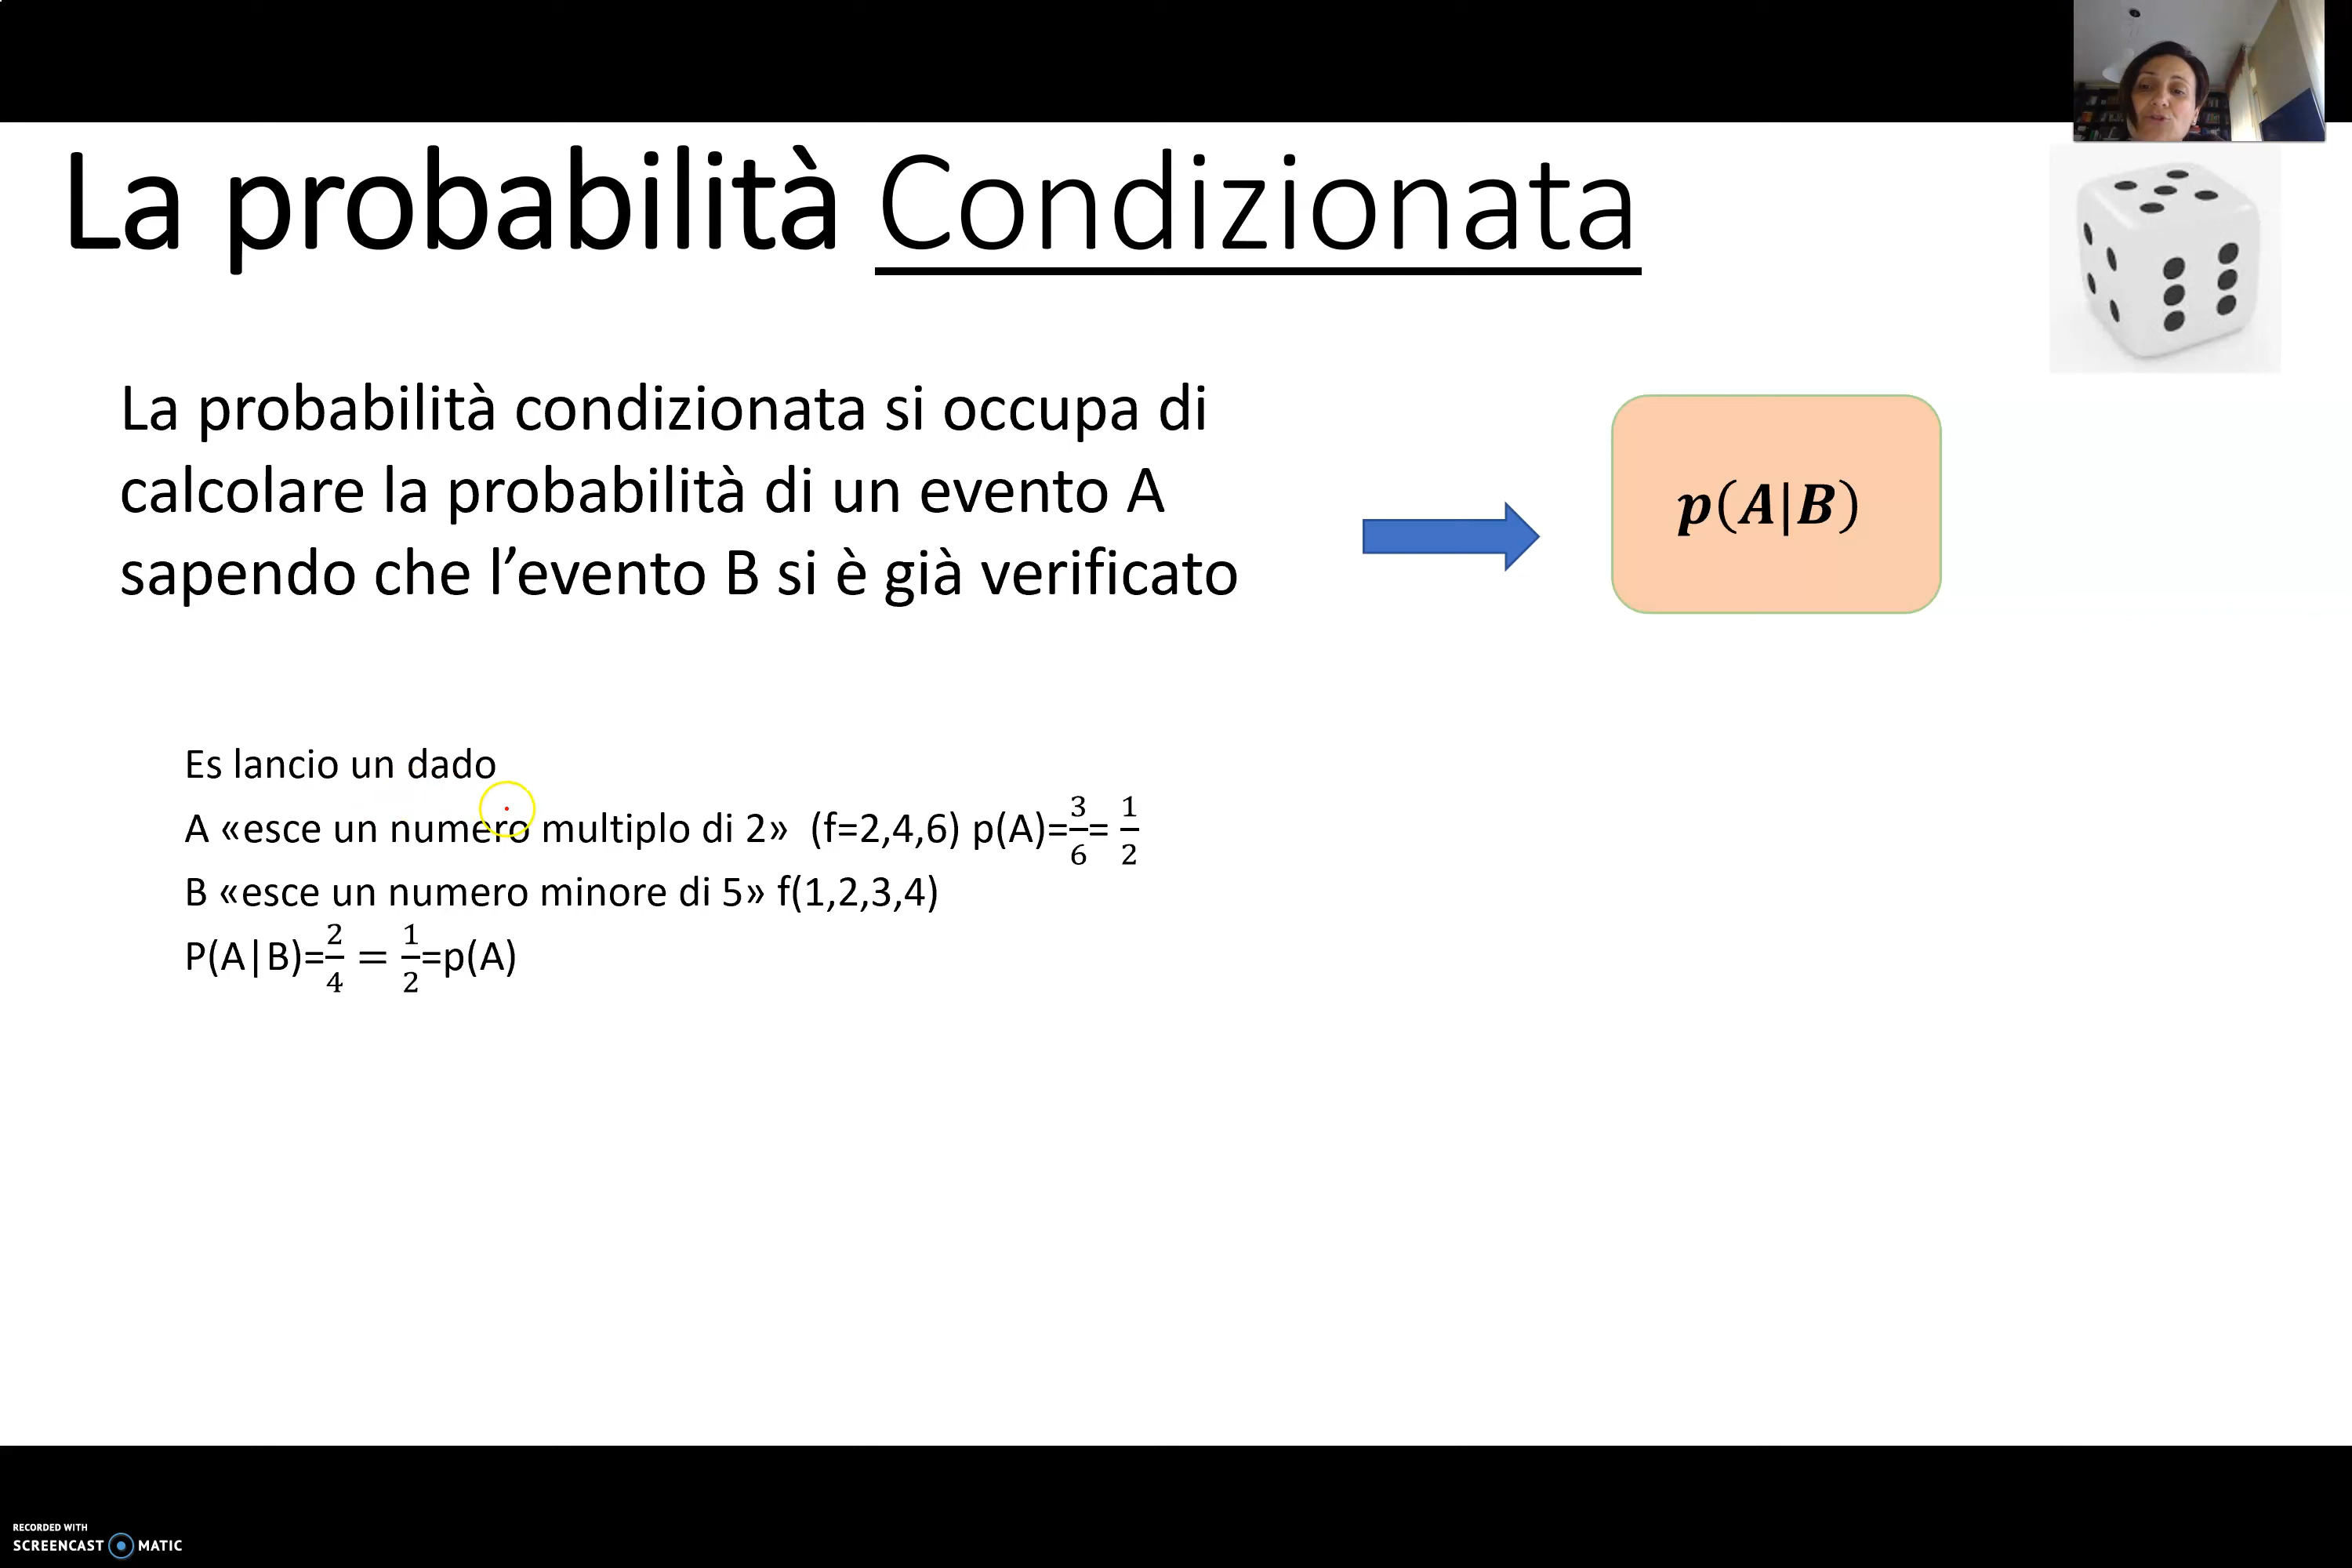 La probabilità Condizionata
La probabilità condizionata si occupa di
calcolare la probabilità di un evento A
sapendo che l’evento B si è già verificato
p(A|B)
Es lancio un dado
A «esce un numero multiplo di 2» (f=2,4,6) p(A)=3/6= 1/2
B «esce un numero minore di 5» f(1,2,3,4)
P(A|B)=2/4 = 1/2=p(A)
RECORDED WITH
SCREENCAST MATIC